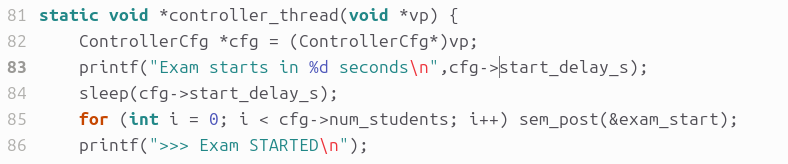 81 static void *controller_thread(void *vp) {
82     ControllerCfg *cfg = (ControllerCfg*)vp;
83     printf("Exam starts in %d seconds\n",cfg->start_delay_s);
84     sleep(cfg->start_delay_s);
85     for (int i = 0; i < cfg->num_students; i++) sem_post(&exam_start);
86     printf(">>> Exam STARTED\n");